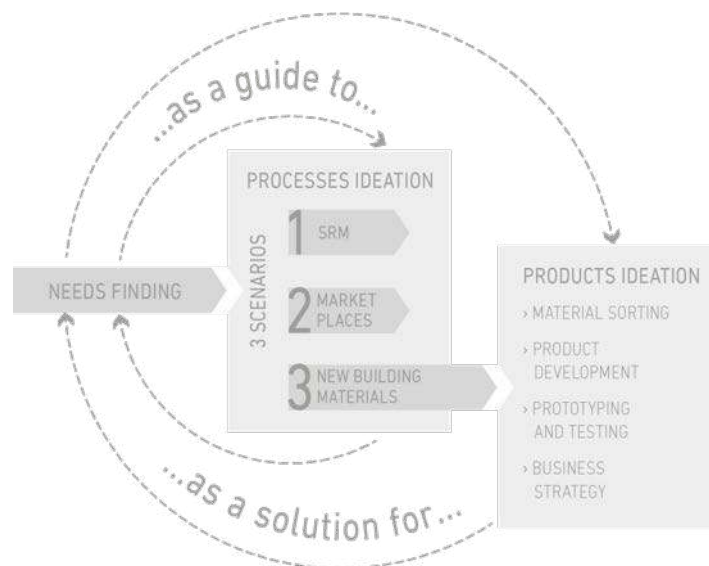 ...as a guide to...
PROCESSES IDEATION
3 SCENARIOS
1 SRM
2 MARKET
PLACES
3 NEW BUILDING
MATERIALS
NEEDS FINDING
PRODUCTS IDEATION
› MATERIAL SORTING
› PRODUCT
DEVELOPMENT
› PROTOTYPING
AND TESTING
› BUSINESS
STRATEGY
...as a solution for...